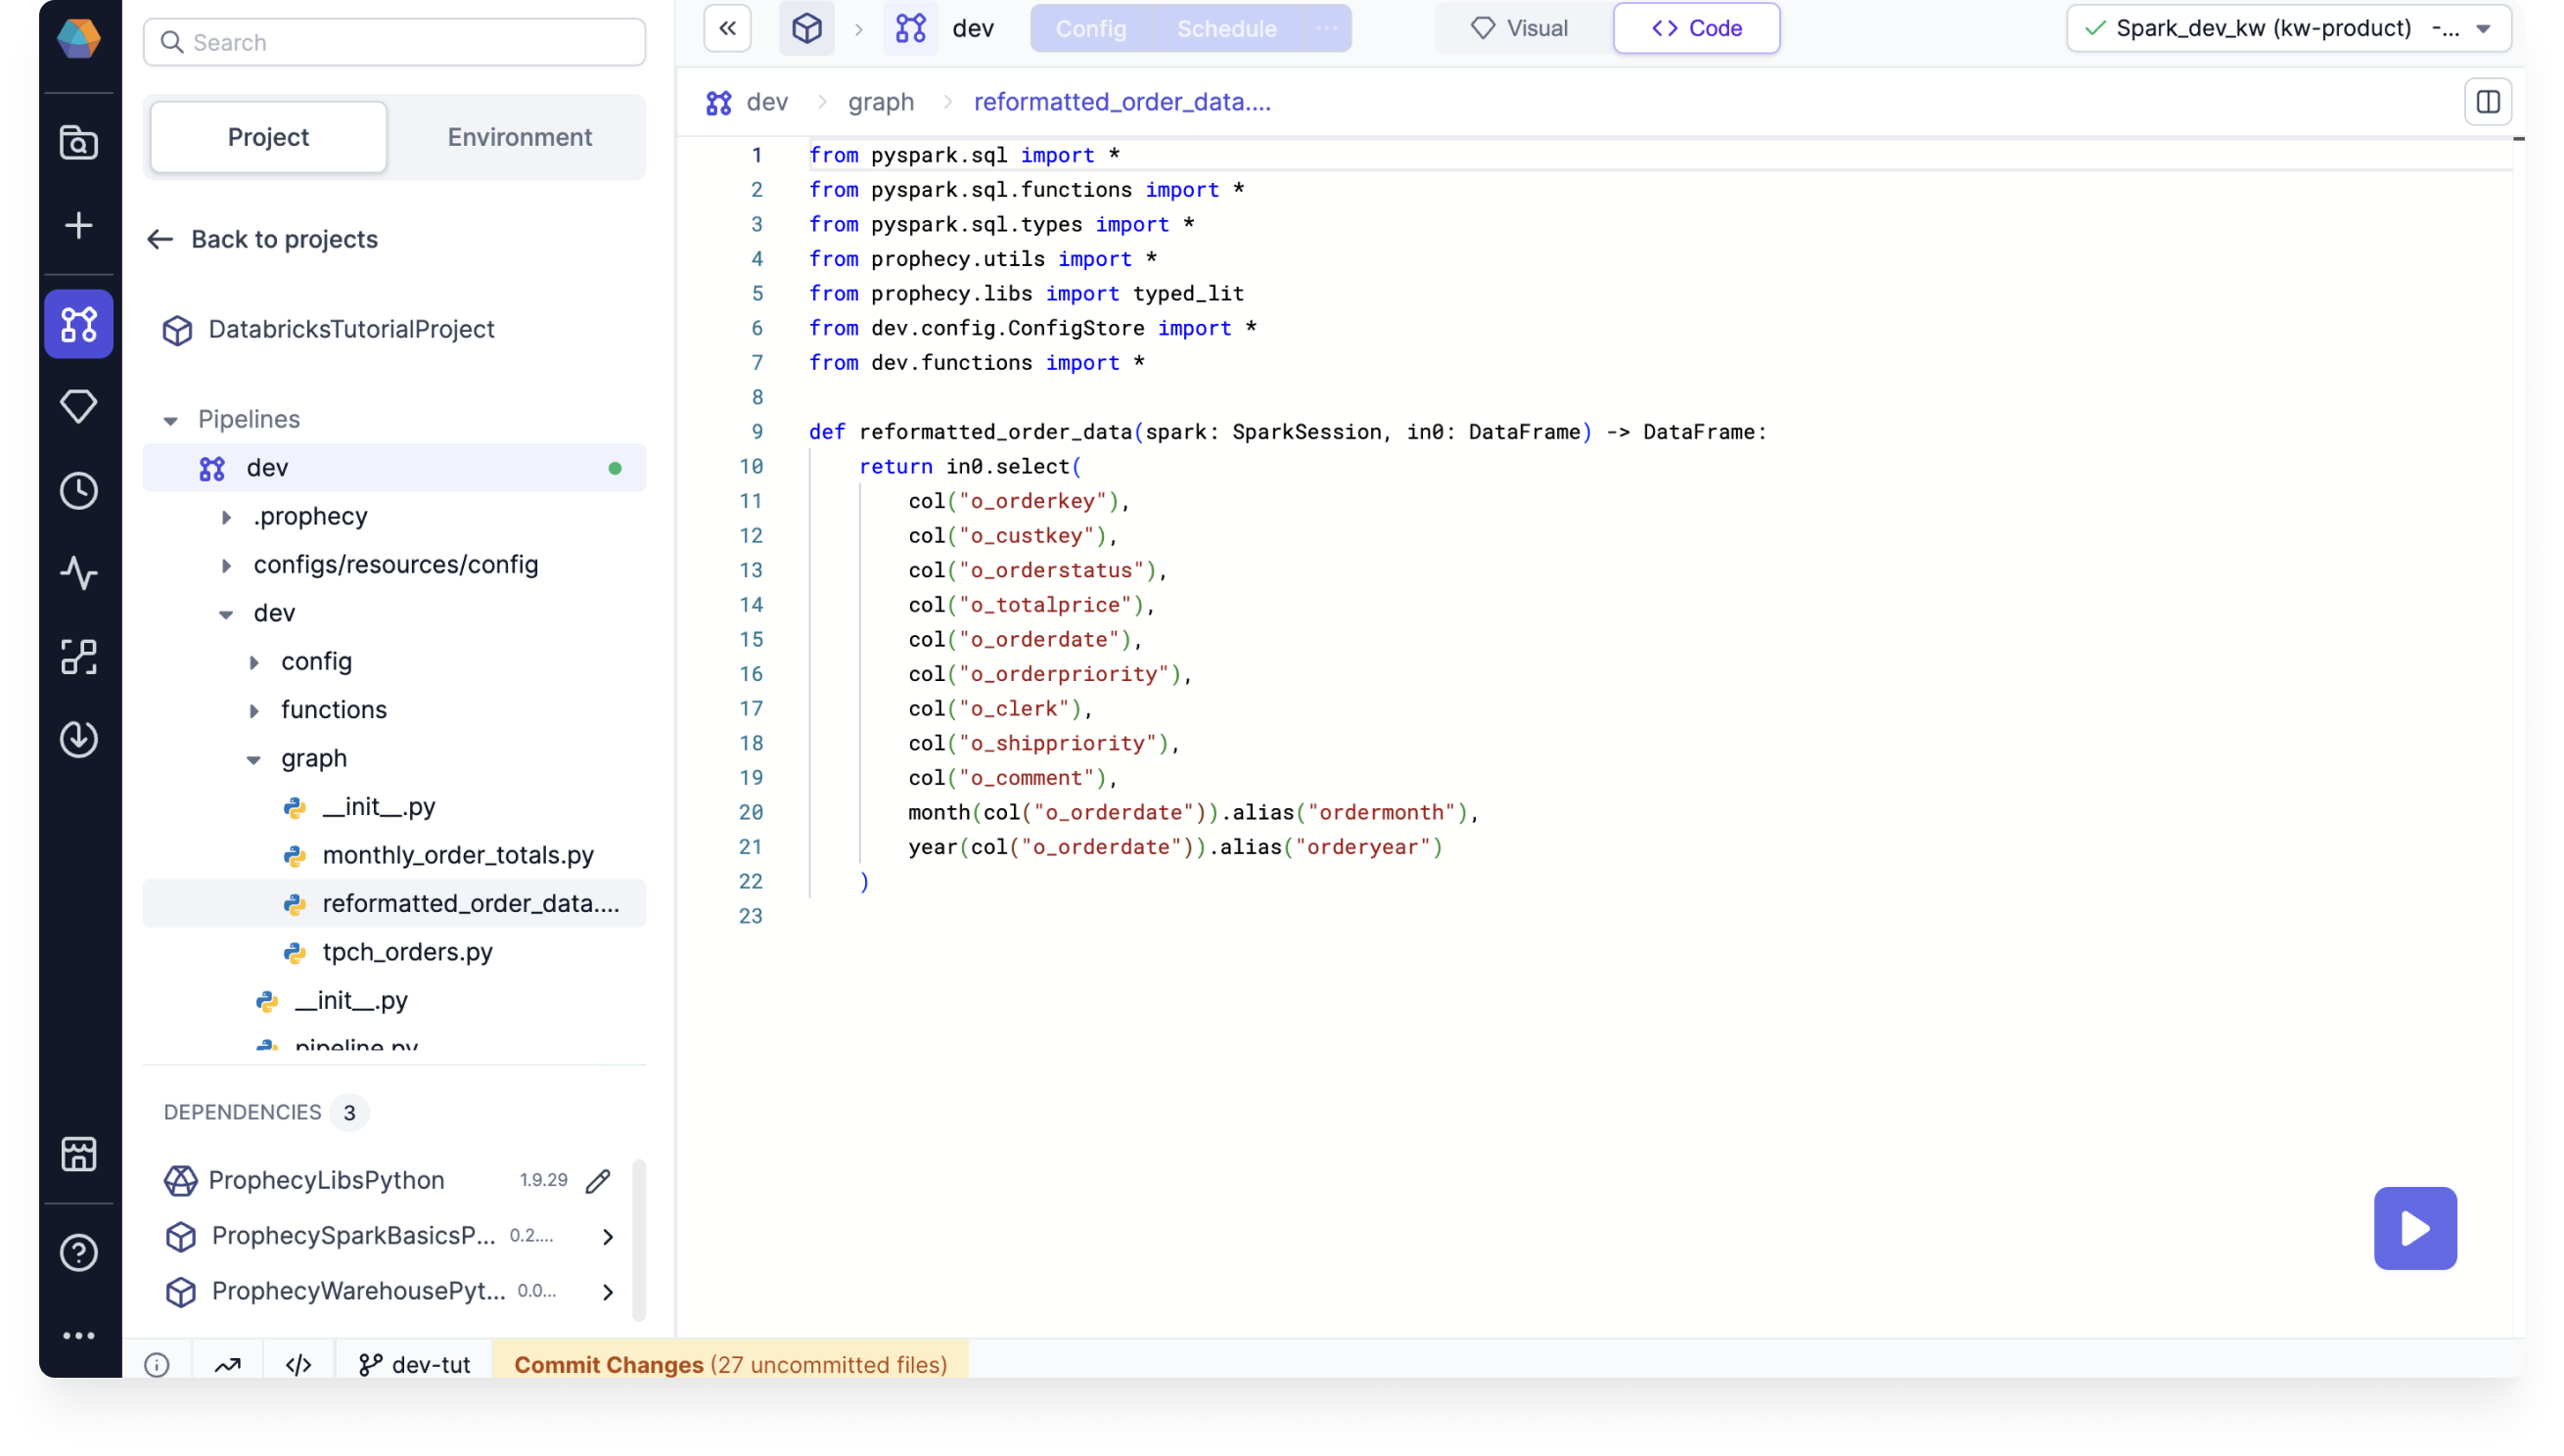 Search
Project
Environment
Back to projects
DatabricksTutorialProject
Pipelines
dev
.prophecy
configs/resources/config
dev
config
functions
graph
__init__.py
monthly_order_totals.py
reformatted_order_data....
tpch_orders.py
__init__.py
pipeline.py
DEPENDENCIES 3
ProphecyLibsPython 1.9.29
ProphecySparkBasicsP... 0.2....
ProphecyWarehousePyt... 0.0...
dev-tut
Commit Changes (27 uncommitted files)
dev
Config
Schedule
Visual
Code
Spark_dev_kw (kw-product) -...
dev > graph > reformatted_order_data....
1 from pyspark.sql import *
2 from pyspark.sql.functions import *
3 from pyspark.sql.types import *
4 from prophecy.utils import *
5 from prophecy.libs import typed_lit
6 from dev.config.ConfigStore import *
7 from dev.functions import *
8
9 def reformatted_order_data(spark: SparkSession, in0: DataFrame) -> DataFrame:
10 return in0.select(
11 col("o_orderkey"),
12 col("o_custkey"),
13 col("o_orderstatus"),
14 col("o_totalprice"),
15 col("o_orderdate"),
16 col("o_orderpriority"),
17 col("o_clerk"),
18 col("o_shippriority"),
19 col("o_comment"),
20 month(col("o_orderdate")).alias("ordermonth"),
21 year(col("o_orderdate")).alias("orderyear")
22 )
23